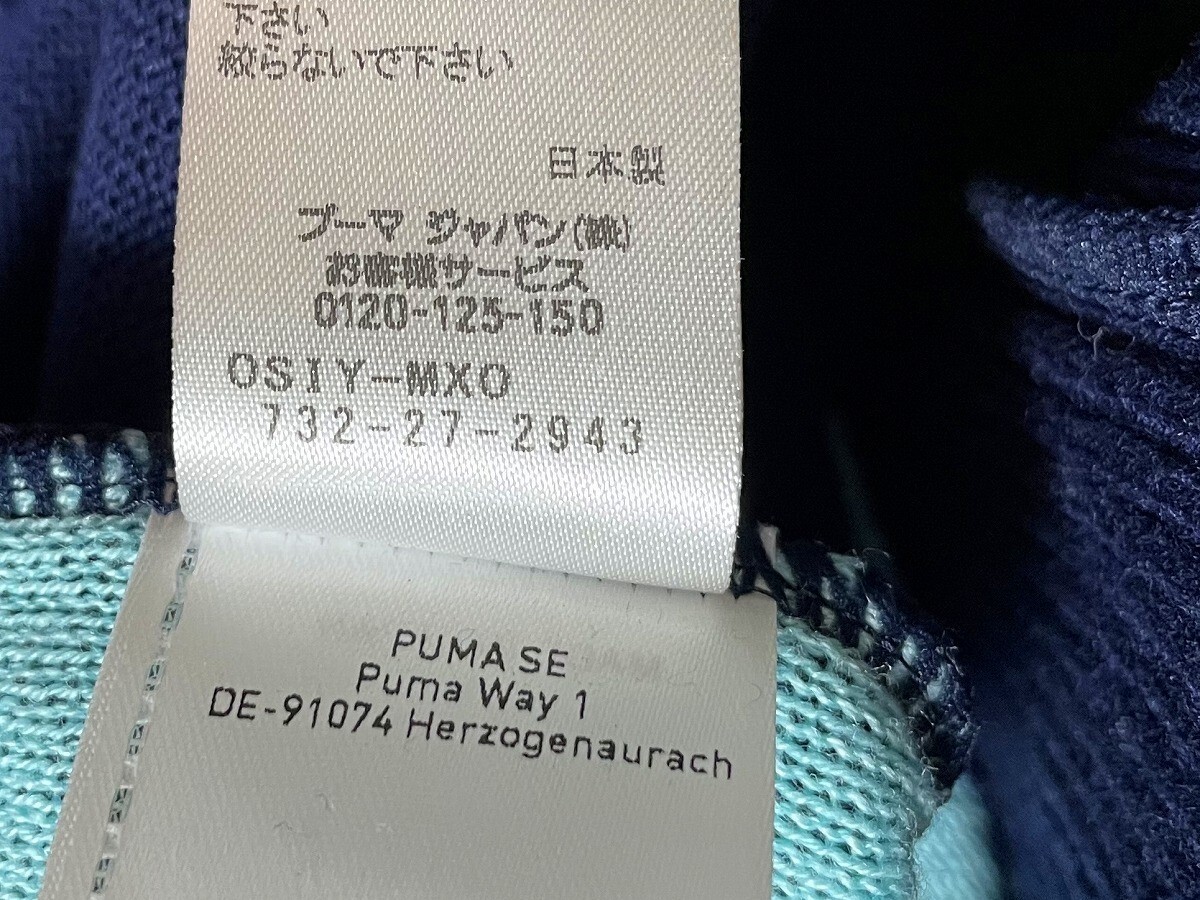 下さい
絞らないで下さい
日本製
プーマ ジャパン(株)
お客様サービス
0120-125-150
OSIY-MXO
732-27-2943
PUMA SE
Puma Way 1
DE-91074 Herzogenaurach